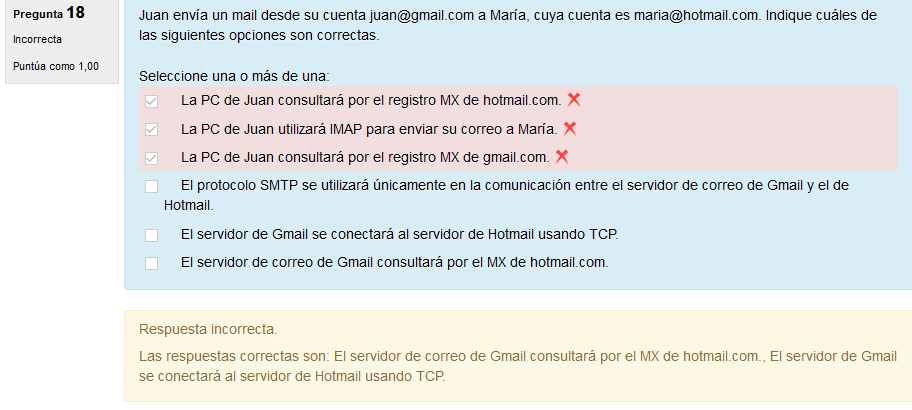 Pregunta 18
Incorrecta
Puntúa como 1,00
Juan envía un mail desde su cuenta juan@gmail.com a María, cuya cuenta es maria@hotmail.com. Indique cuáles de
las siguientes opciones son correctas.
Seleccione una o más de una:
La PC de Juan consultará por el registro MX de hotmail.com.
La PC de Juan utilizará IMAP para enviar su correo a María.
La PC de Juan consultará por el registro MX de gmail.com.
El protocolo SMTP se utilizará únicamente en la comunicación entre el servidor de correo de Gmail y el de
Hotmail.
El servidor de Gmail se conectará al servidor de Hotmail usando TCP.
El servidor de correo de Gmail consultará por el MX de hotmail.com.
Respuesta incorrecta.
Las respuestas correctas son: El servidor de correo de Gmail consultará por el MX de hotmail.com., El servidor de Gmail
se conectará al servidor de Hotmail usando TCP.